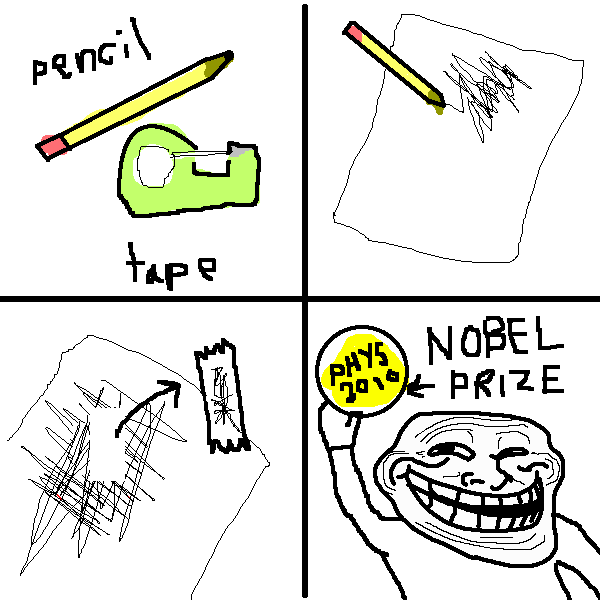 pencil
tape
PHYS
2010
NOBEL
PRIZE